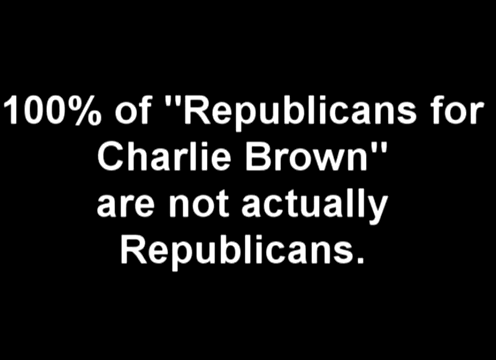 100% of "Republicans for
Charlie Brown"
are not actually
Republicans.